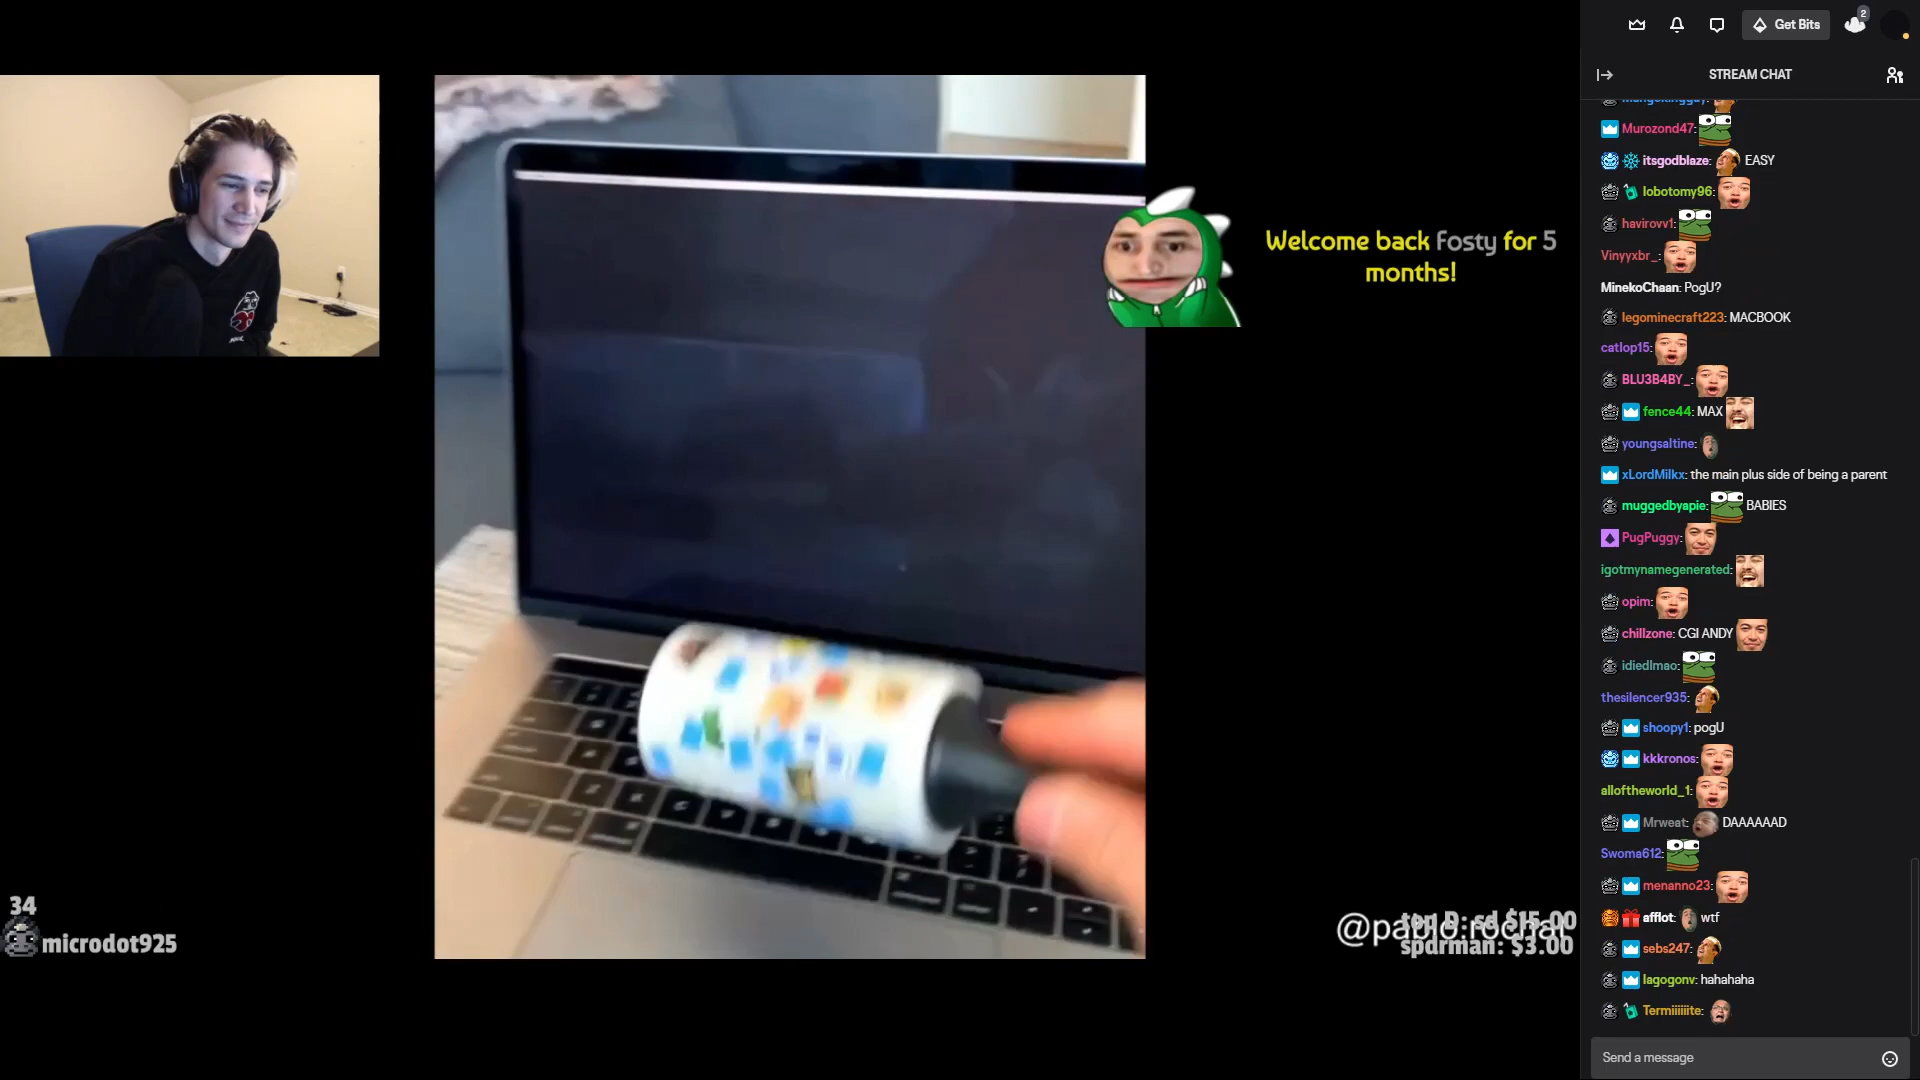 2
Get Bits
STREAM CHAT
Murozond47:
itsgodblaze: EASY
lobotomy96:
havirovv1:
Vinyyxbr_:
MinekoChaan: PogU?
legominecraft223: MACBOOK
catlop15:
BLU3B4BY_:
fence44: MAX
youngsaltine:
xLordMilkx: the main plus side of being a parent
muggedbyapie: BABIES
PugPuggy:
igotmynamegenerated:
opim:
chillzone: CGI ANDY
idiedlmao:
thesilencer935:
shoopy1: pogU
kkkronos:
alloftheworld_1:
Mrweat: DAAAAAAD
Swoma612:
menanno23:
afflot: wtf
sebs247:
lagogonv: hahahaha
Termiiiiiite:
Send a message
Welcome back Fosty for 5
months!
34
microdot925
$15.00
spdrman: $3.00